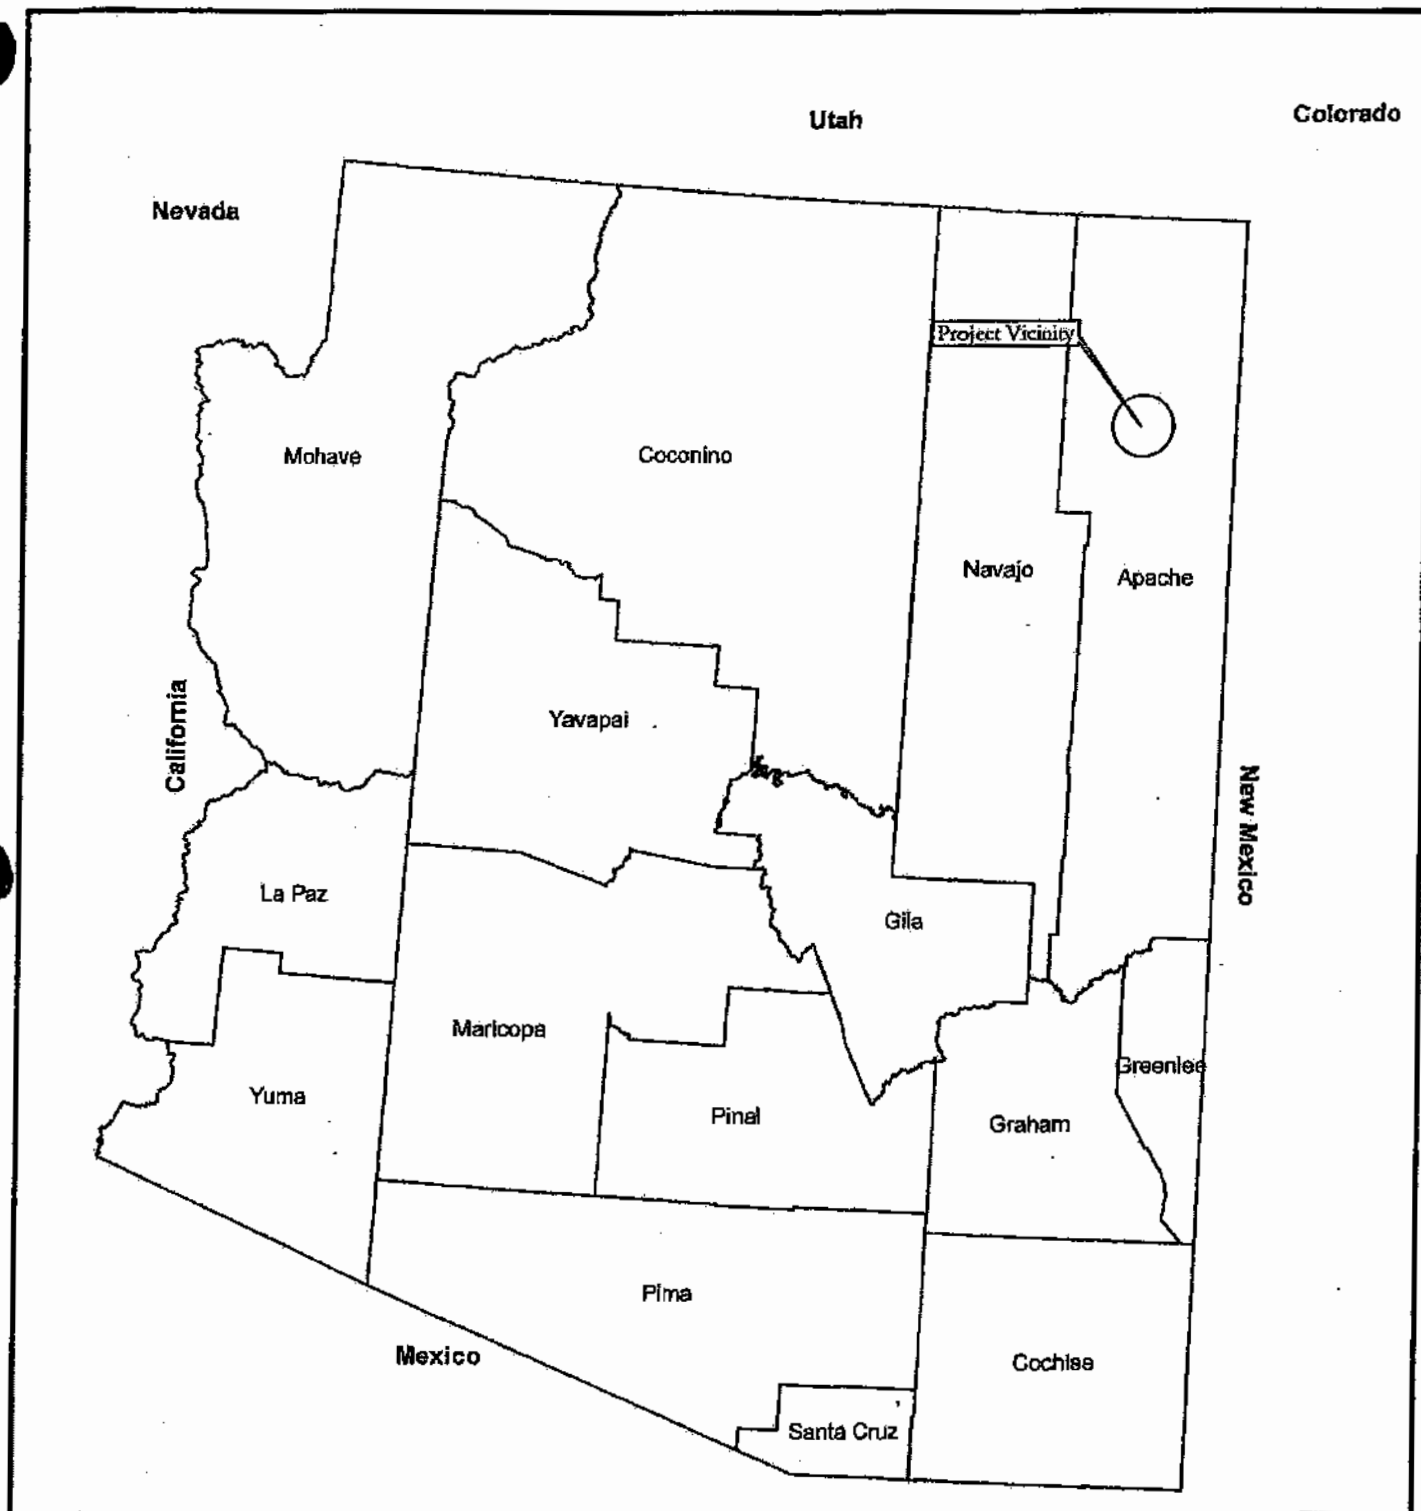 Utah
Colorado
Nevada
Project Vicinity
Mohave
Coconino
Navajo
Apache
California
Yavapai
New Mexico
La Paz
Gila
Maricopa
Greenlee
Yuma
Pinal
Graham
Pima
Mexico
Cochise
Santa Cruz